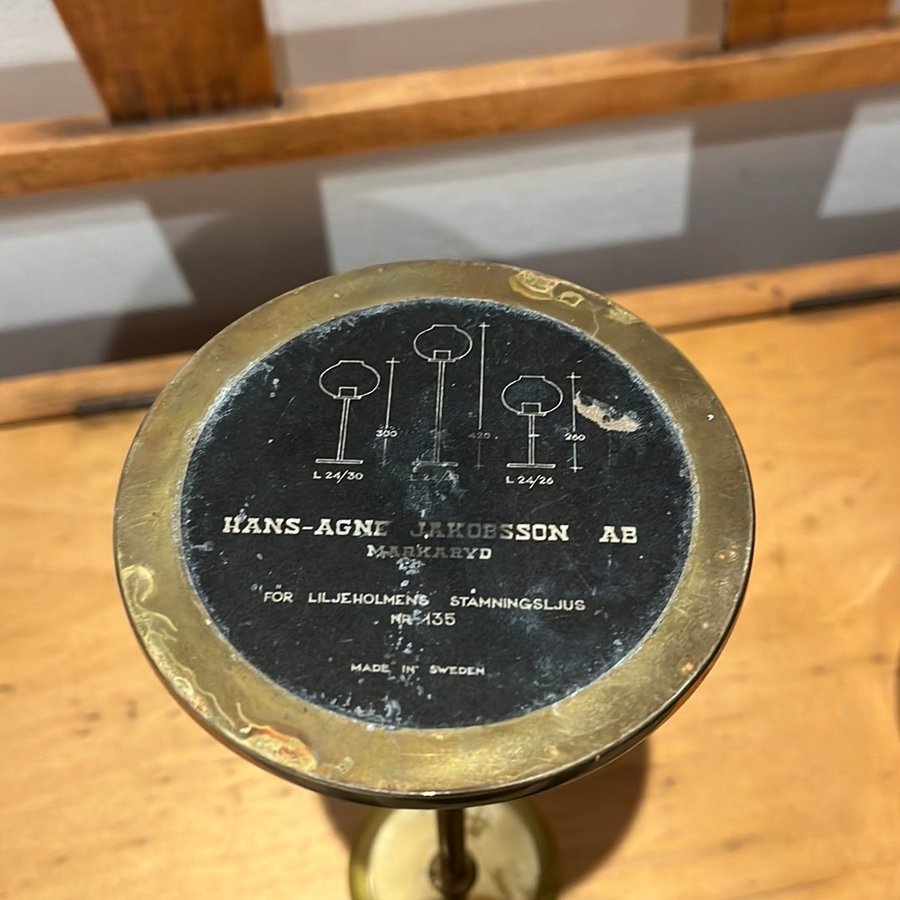 300
420
260
L 24/30
L 24/26
HANS-AGNE JAKOBSSON AB
MARKARYD
FÖR LILJEHOLMENS STÄMNINGSLJUS
NR 135
MADE IN SWEDEN